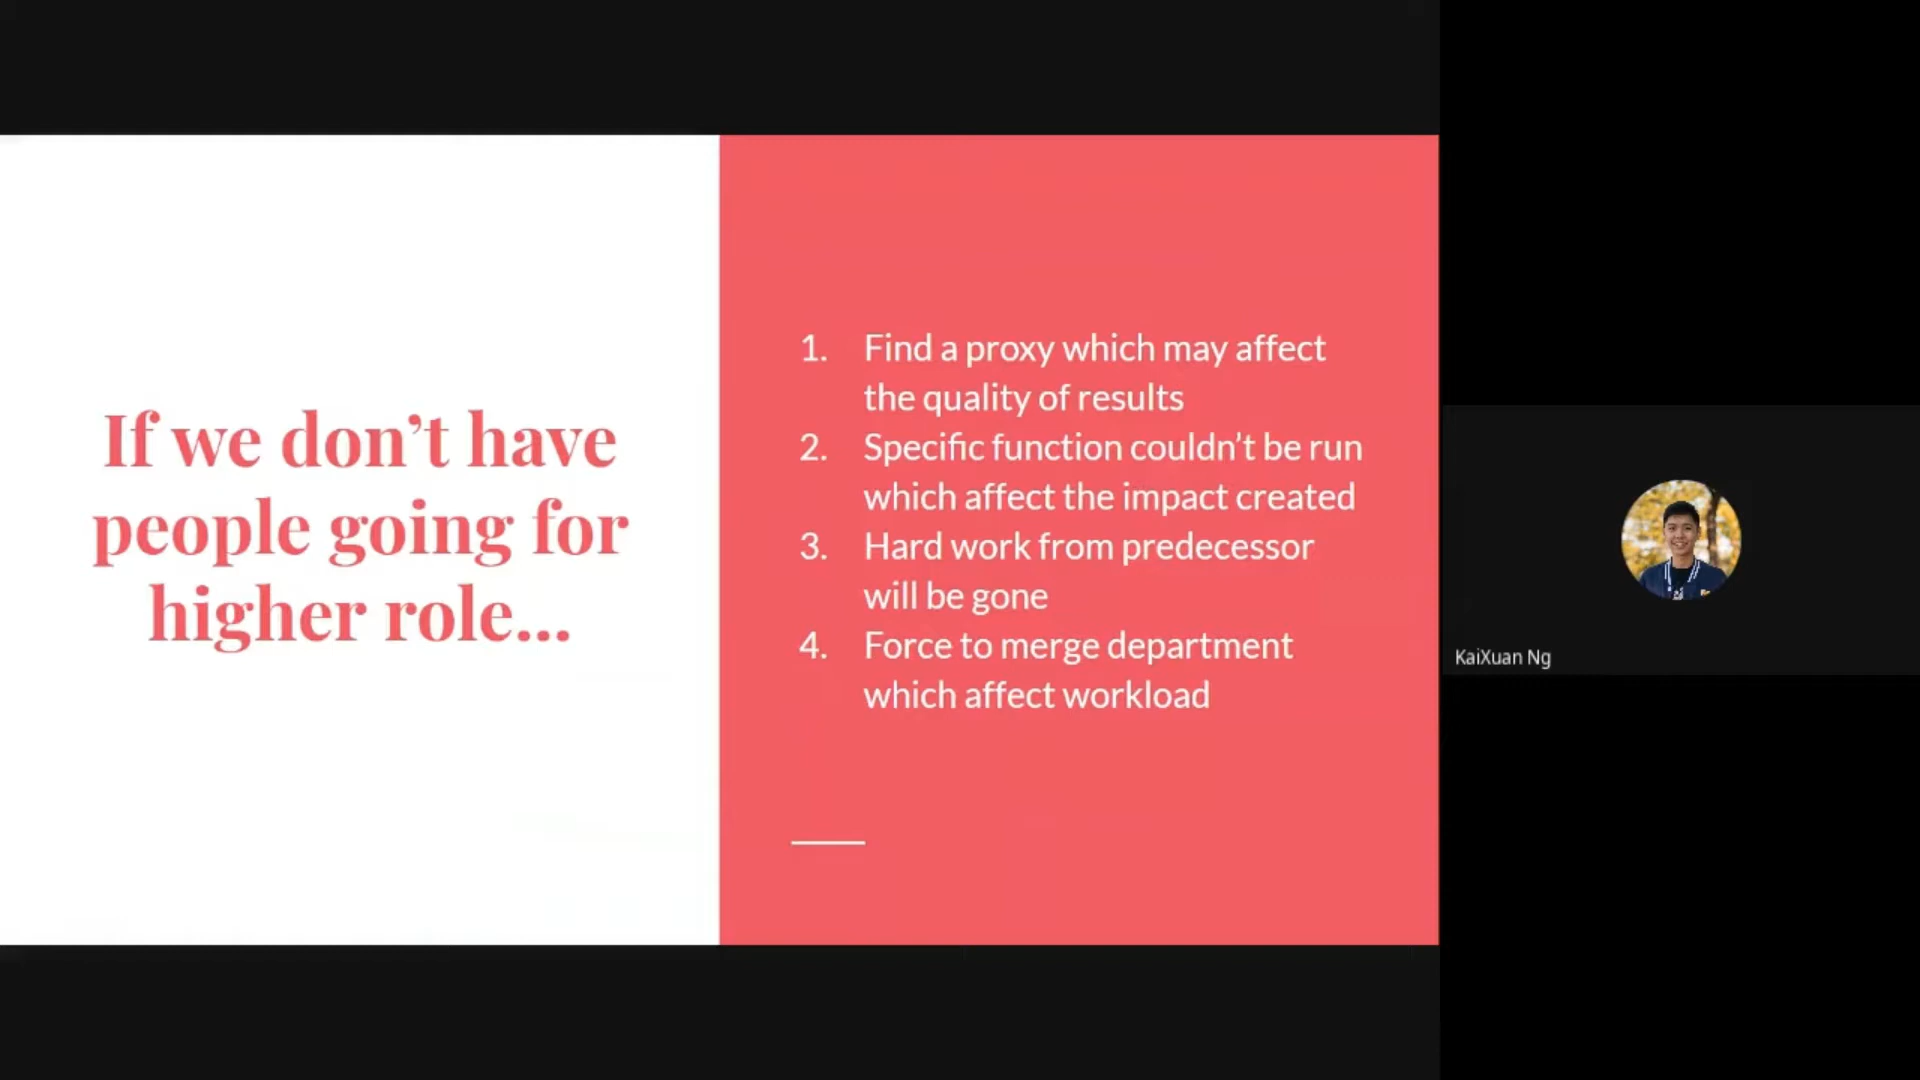 If we don’t have
people going for
higher role...
1. Find a proxy which may affect
the quality of results
2. Specific function couldn’t be run
which affect the impact created
3. Hard work from predecessor
will be gone
4. Force to merge department
which affect workload
KaiXuan Ng